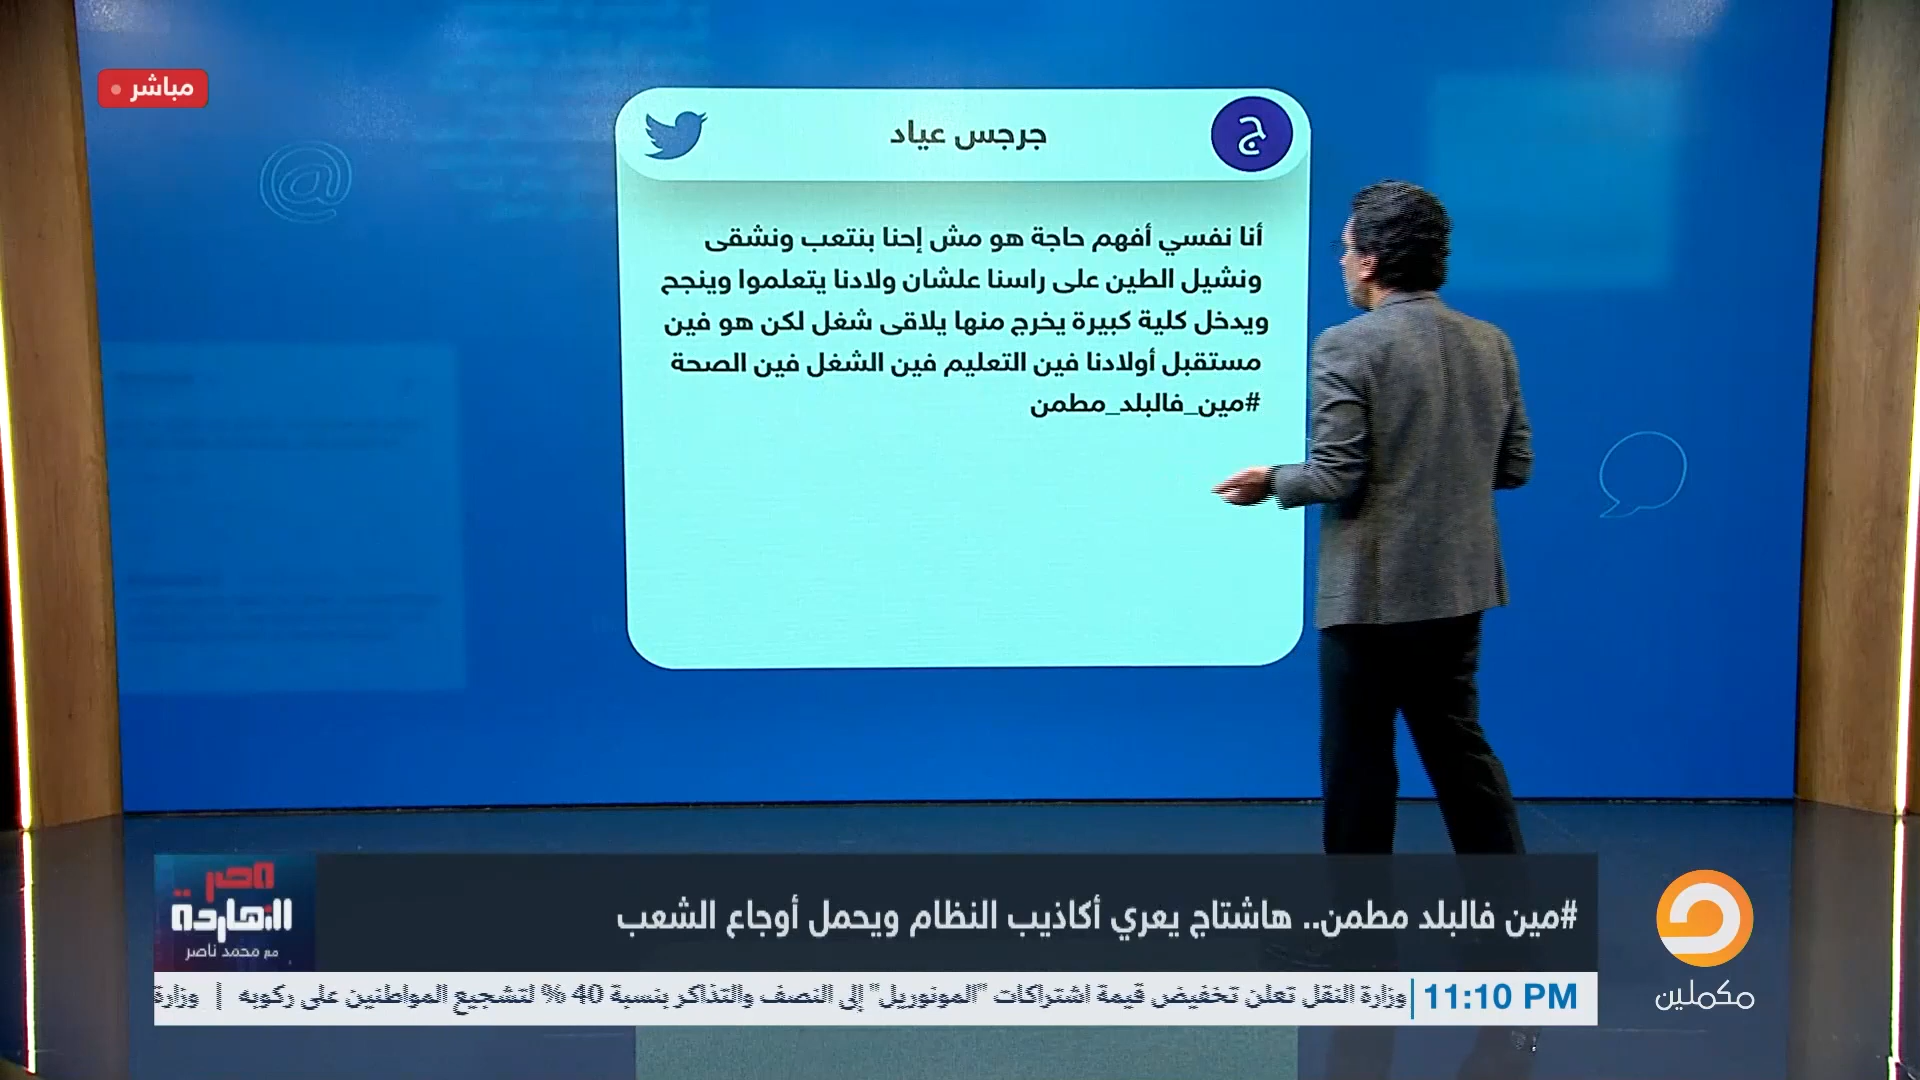 مباشر
جرجس عياد
ج
أنا نفسي أفهم حاجة هو مش إحنا بنتعب ونشقى
ونشيل الطين على راسنا علشان ولادنا يتعلموا وينجح
ويدخل كلية كبيرة يخرج منها يلاقى شغل لكن هو فين
مستقبل أولادنا فين التعليم فين الشغل فين الصحة
#مين_فالبلد_مطمن
#مين فالبلد مطمن.. هاشتاج يعري أكاذيب النظام ويحمل أوجاع الشعب
مصر
النهاردة
مع محمد ناصر
11:10 PM
وزارة النقل تعلن تخفيض قيمة اشتراكات "المونوريل" إلى النصف والتذاكر بنسبة 40 % لتشجيع المواطنين على ركوبه | وزارة
مكملين